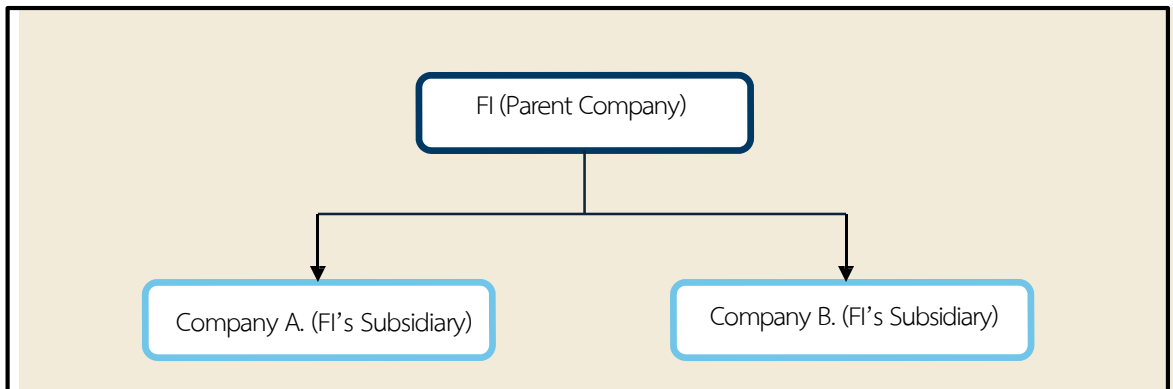 FI (Parent Company)
Company A. (FI’s Subsidiary)
Company B. (FI’s Subsidiary)